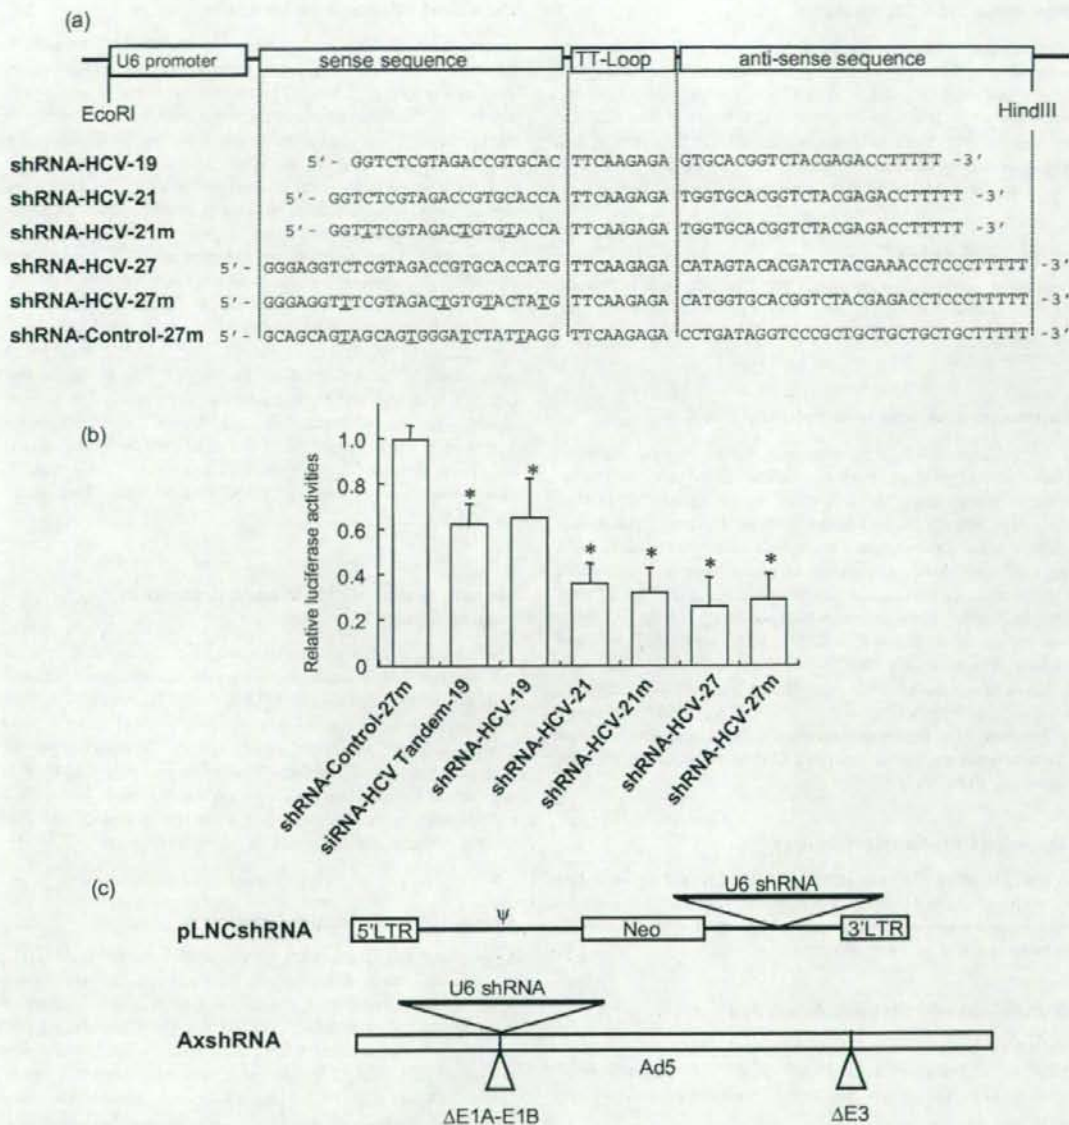 (a)
U6 promoter sense sequence TT-Loop anti-sense sequence
EcoRI HindIII
shRNA-HCV-19 5'- GGTCTCGTAGACCGTGCAC TTCAAGAGA GTGCACGGTCTACGAGACCTTTTT -3'
shRNA-HCV-21 5'- GGTCTCGTAGACCGTGCACCA TTCAAGAGA TGGTGCACGGTCTACGAGACCTTTTT -3'
shRNA-HCV-21m 5'- GGTTTCGTAGACTGTGTACCA TTCAAGAGA TGGTGCACGGTCTACGAGACCTTTTT -3'
shRNA-HCV-27 5'- GGGAGGTCTCGTAGACCGTGCACCATG TTCAAGAGA CATAGTACACGATCTACGAAACCTCCCTTTTT -3'
shRNA-HCV-27m 5'- GGGAGGTTTCGTAGACTGTGTACTATG TTCAAGAGA CATGGTGCACGGTCTACGAGACCTCCCTTTTT -3'
shRNA-Control-27m 5'- GCAGCAGTAGCAGTGGGATCTATTAGG TTCAAGAGA CCTGATAGGTCCCGCTGCTGCTGCTGCTTTTT -3'
(b)
Relative luciferase activities
1.0
0.8
0.6
0.4
0.2
0
* * * * * *
shRNA-Control-27m
siRNA-HCV Tandem-19
shRNA-HCV-19
shRNA-HCV-21
shRNA-HCV-21m
shRNA-HCV-27
shRNA-HCV-27m
(c)
U6 shRNA
pLNCshRNA 5'LTR ψ Neo 3'LTR
U6 shRNA
AxshRNA
Ad5
ΔE1A-E1B ΔE3